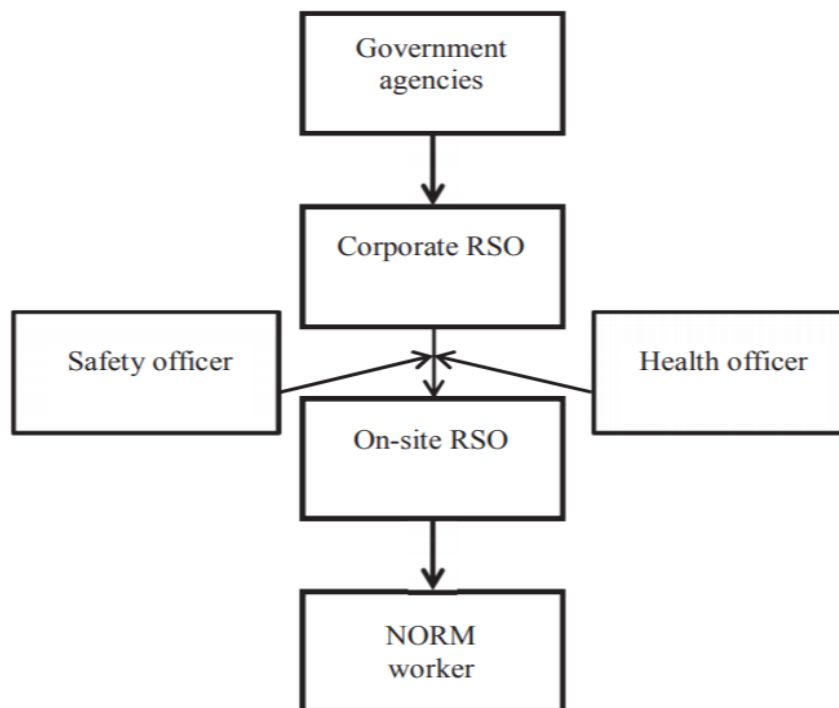 Government
agencies
Corporate RSO
Safety officer
Health officer
On-site RSO
NORM
worker